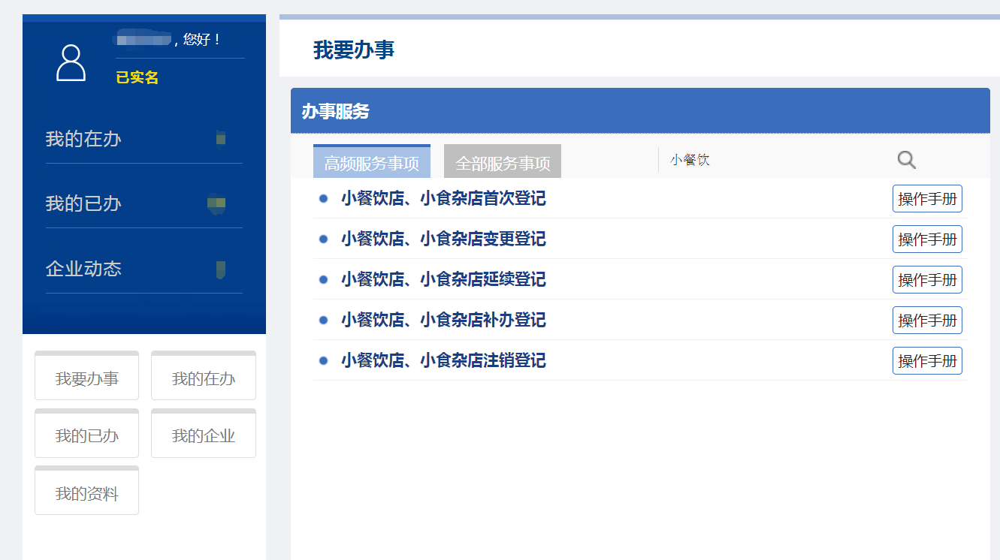 ，您好！
已实名
我的在办
我的已办
企业动态
我要办事
我的在办
我的已办
我的企业
我的资料
我要办事
办事服务
高频服务事项
全部服务事项
小餐饮
小餐饮店、小食杂店首次登记
操作手册
小餐饮店、小食杂店变更登记
操作手册
小餐饮店、小食杂店延续登记
操作手册
小餐饮店、小食杂店补办登记
操作手册
小餐饮店、小食杂店注销登记
操作手册